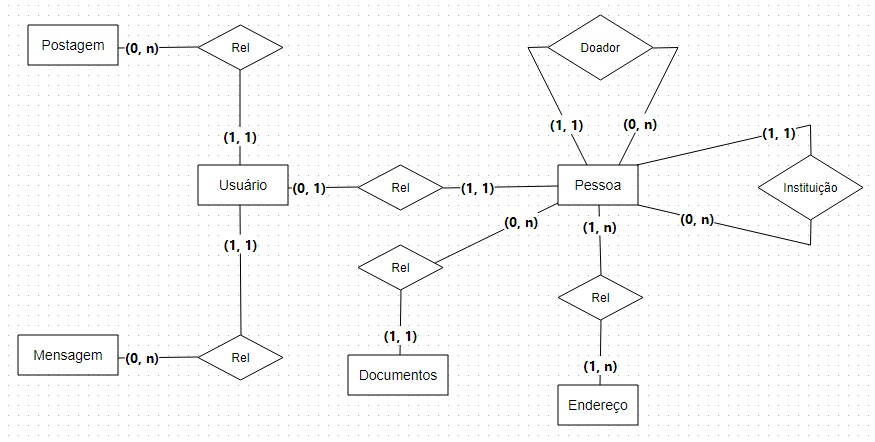 Postagem
(0, n)
Rel
Doador
(1, 1)
(0, n)
(1, 1)
(1, 1)
Usuário
(0, 1)
Rel
(1, 1)
Pessoa
Instituição
(0, n)
(0, n)
(1, n)
(1, 1)
Rel
Rel
(1, 1)
Mensagem
(0, n)
Rel
(1, n)
Documentos
Endereço